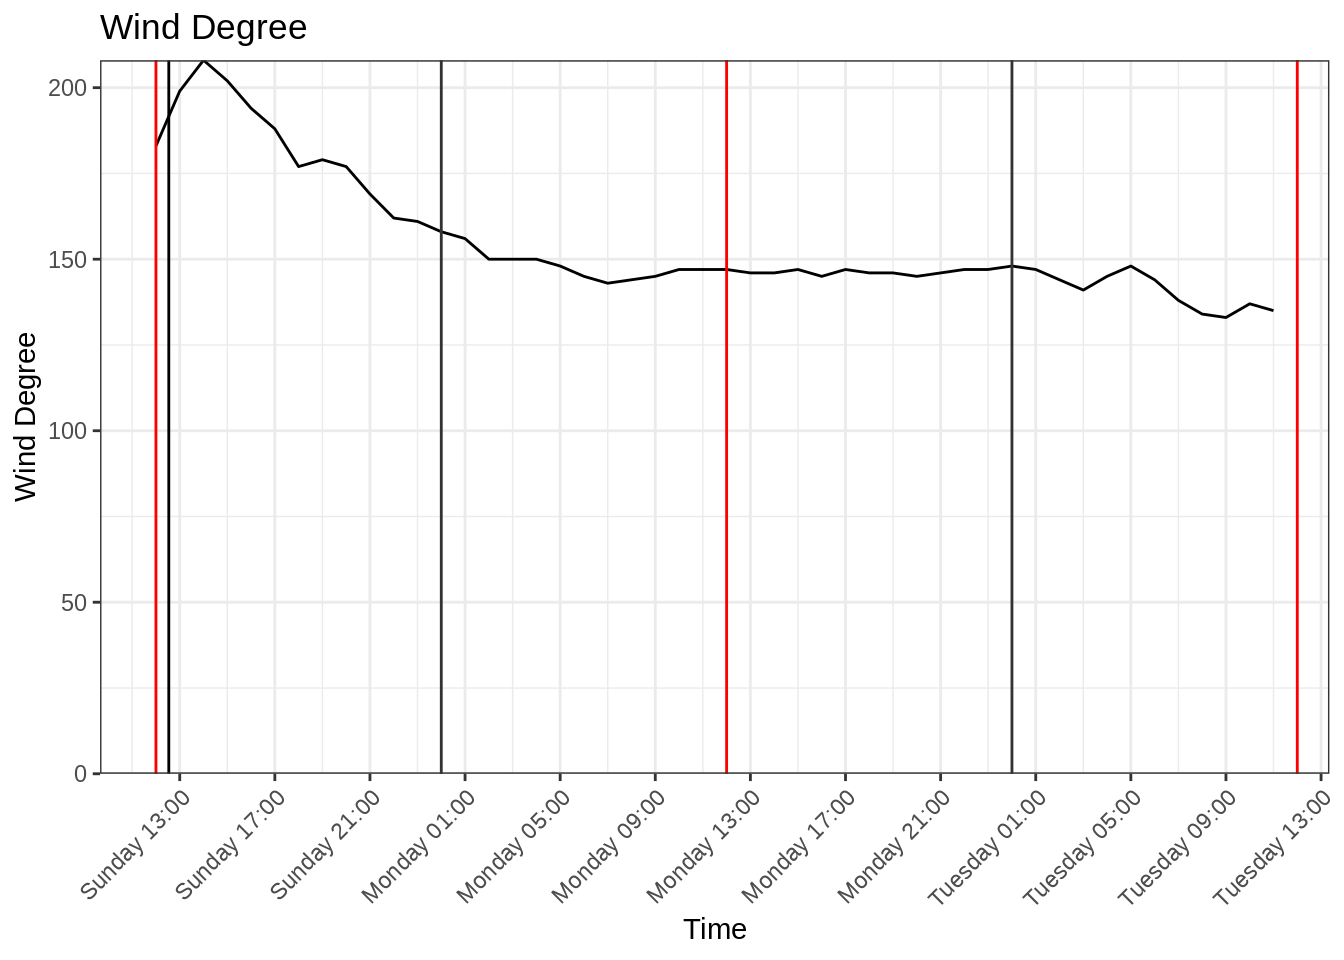 Wind Degree
Wind Degree
200
150
100
50
0
Sunday 13:00
Sunday 17:00
Sunday 21:00
Monday 01:00
Monday 05:00
Monday 09:00
Monday 13:00
Monday 17:00
Monday 21:00
Tuesday 01:00
Tuesday 05:00
Tuesday 09:00
Tuesday 13:00
Time